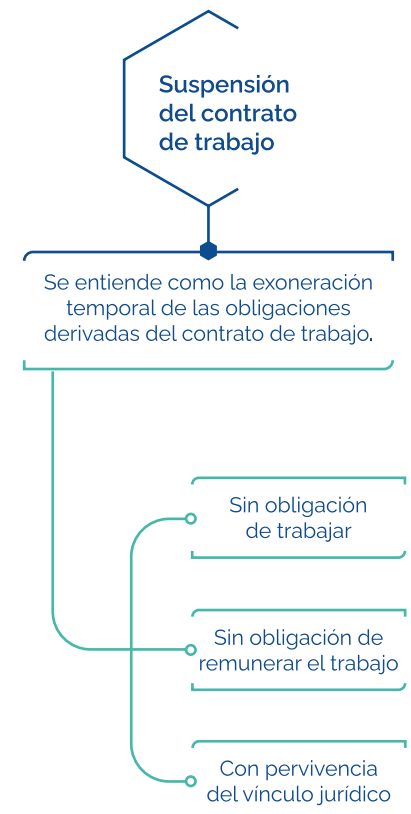 Suspensión
del contrato
de trabajo
Se entiende como la exoneración
temporal de las obligaciones
derivadas del contrato de trabajo.
Sin obligación
de trabajar
Sin obligación de
remunerar el trabajo
Con pervivencia
del vínculo jurídico